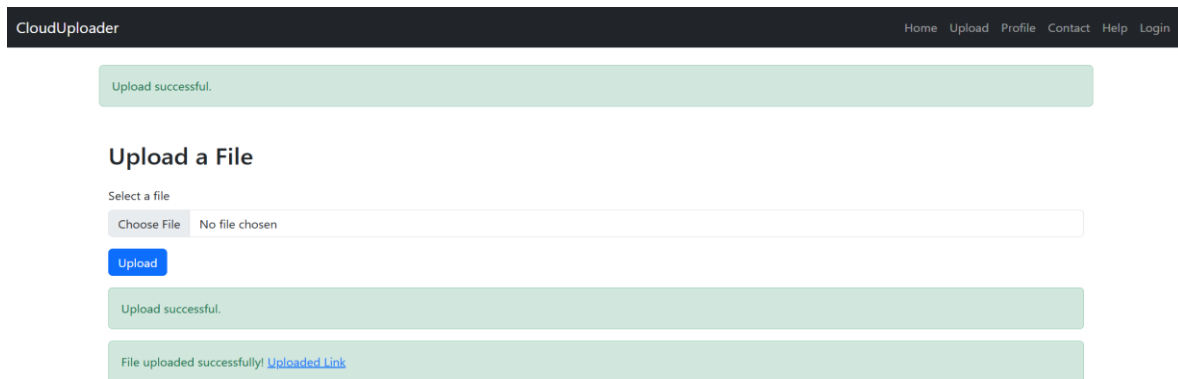 CloudUploader Home Upload Profile Contact Help Login
Upload successful.
Upload a File
Select a file
Choose File No file chosen
Upload
Upload successful.
File uploaded successfully! Uploaded Link